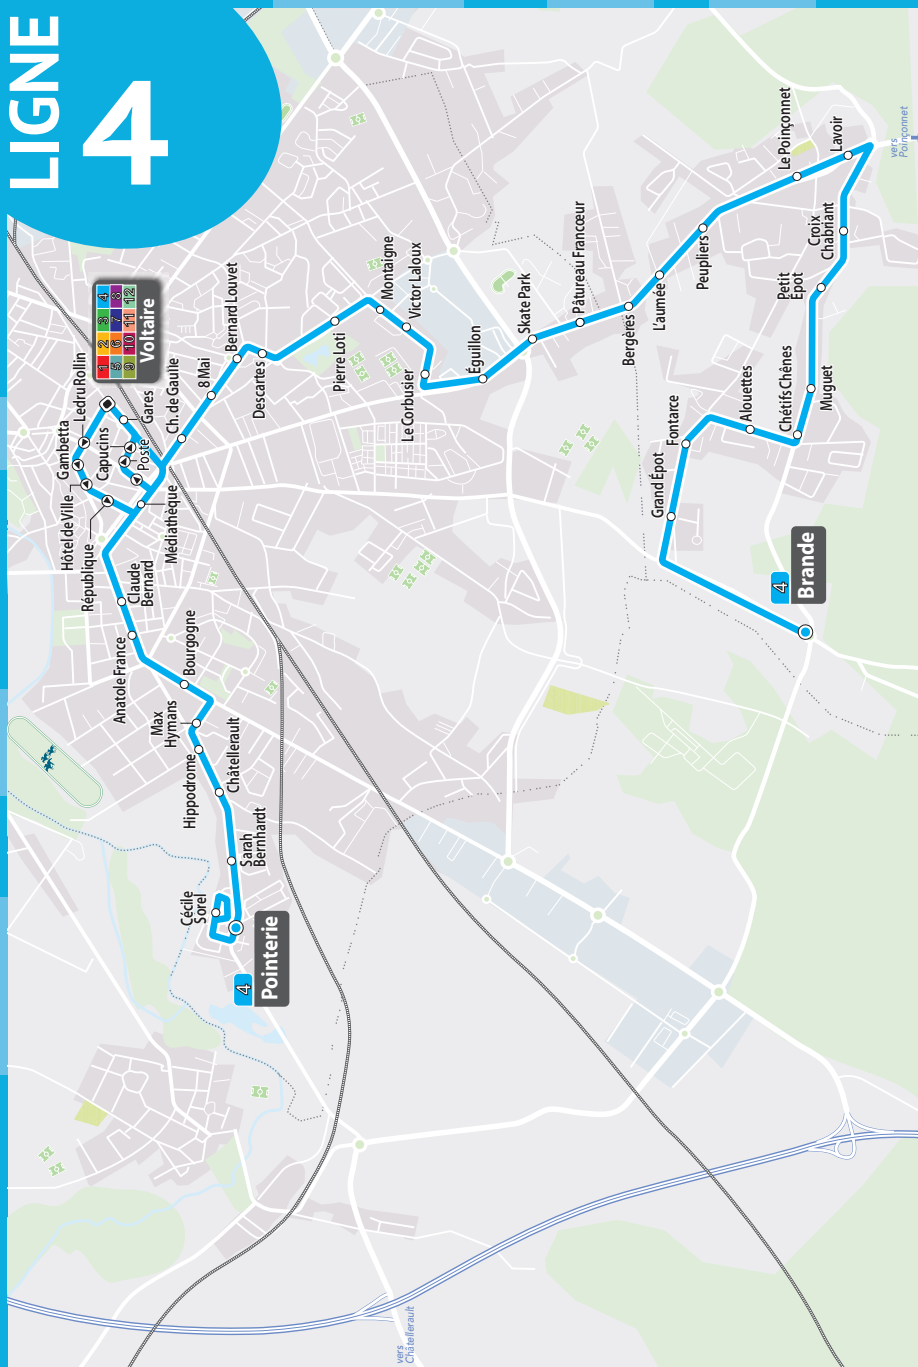 LIGNE
4
Voltaire
1 2 3 4
5 6 7 8
9 10 11 12
Ledru Rollin
Gambetta
Hôtel de Ville
République
Capucins
Poste
Gares
Médiathèque
Ch. de Gaulle
8 Mai
Bernard Louvet
Descartes
Pierre Loti
Montaigne
Victor Laloux
Le Corbusier
Éguillon
Skate Park
Pâtureau Francœur
Bergères
L'aumée
Peupliers
Le Poinçonnet
Lavoir
vers
Poinçonnet
Croix
Chabriant
Petit
Épot
Muguet
Chétifs Chênes
Alouettes
Fontarce
Grand Épot
4
Brande
Claude
Bernard
Anatole France
Bourgogne
Max
Hymans
Hippodrome
Châtellerault
Sarah
Bernhardt
Cécile
Sorel
4
Pointerie
vers
Châtellerault